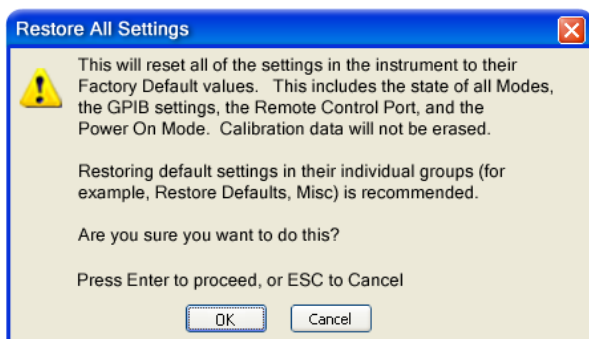 Restore All Settings
This will reset all of the settings in the instrument to their
Factory Default values.   This includes the state of all Modes,
the GPIB settings, the Remote Control Port, and the
Power On Mode.  Calibration data will not be erased.
Restoring default settings in their individual groups (for
example, Restore Defaults, Misc) is recommended.
Are you sure you want to do this?
Press Enter to proceed, or ESC to Cancel
OK
Cancel